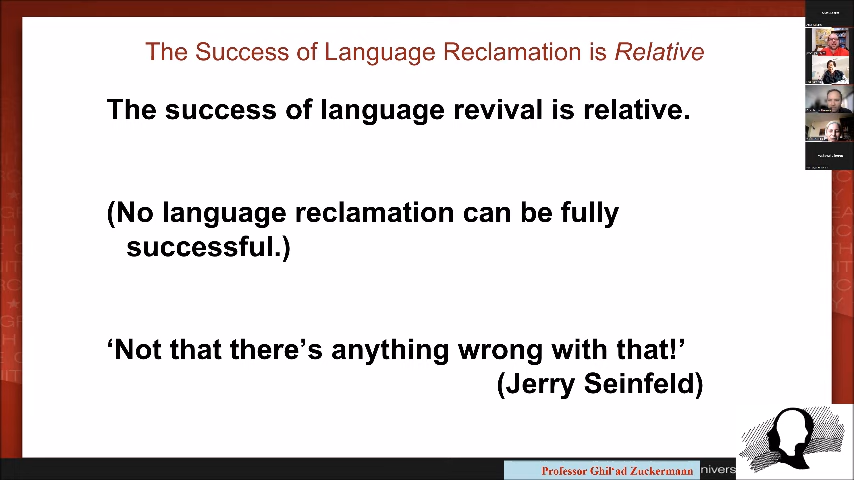 The Success of Language Reclamation is Relative
The success of language revival is relative.
(No language reclamation can be fully
successful.)
‘Not that there’s anything wrong with that!’
(Jerry Seinfeld)
Professor Ghil‘ad Zuckermann